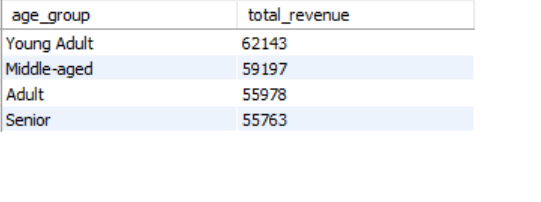 age_group total_revenue
Young Adult 62143
Middle-aged 59197
Adult 55978
Senior 55763